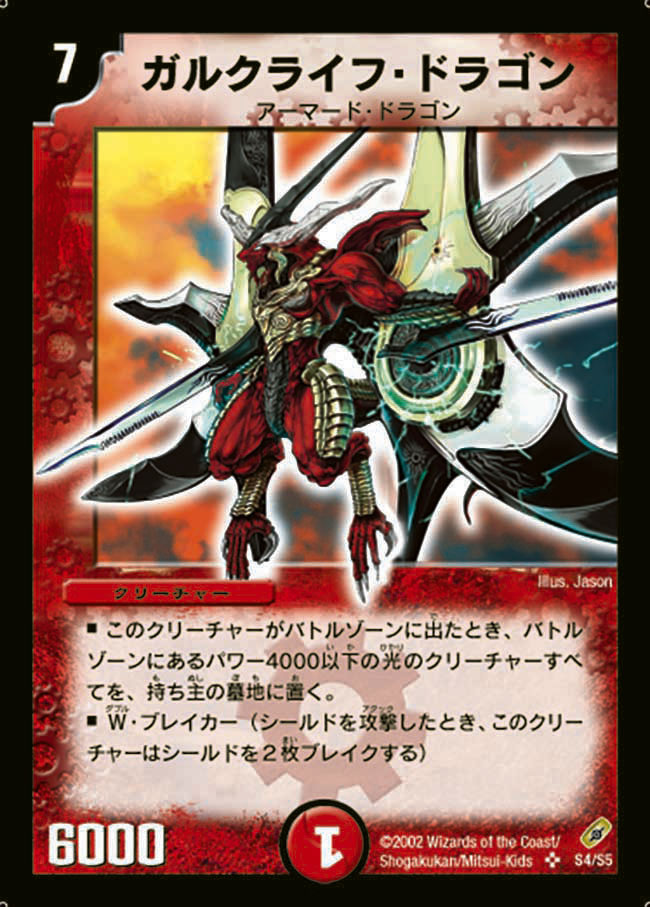 7
ガルクライフ・ドラゴン
アーマード・ドラゴン
Illus. Jason
クリーチャー
■ このクリーチャーがバトルゾーンに出たとき、バトル
ゾーンにあるパワー4000以下の光のクリーチャーすべ
てを、持ち主の墓地に置く。
■ W・ブレイカー（シールドを攻撃したとき、このクリー
チャーはシールドを2枚ブレイクする）
6000
1
©2002 Wizards of the Coast/
Shogakukan/Mitsui-Kids
S4/S5